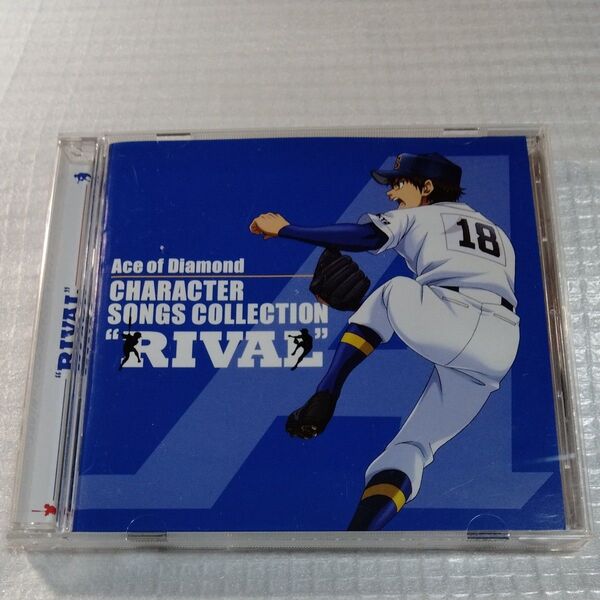 Ace of Diamond
CHARACTER
SONGS COLLECTION
“RIVAL”
18
S
“RIVAL”